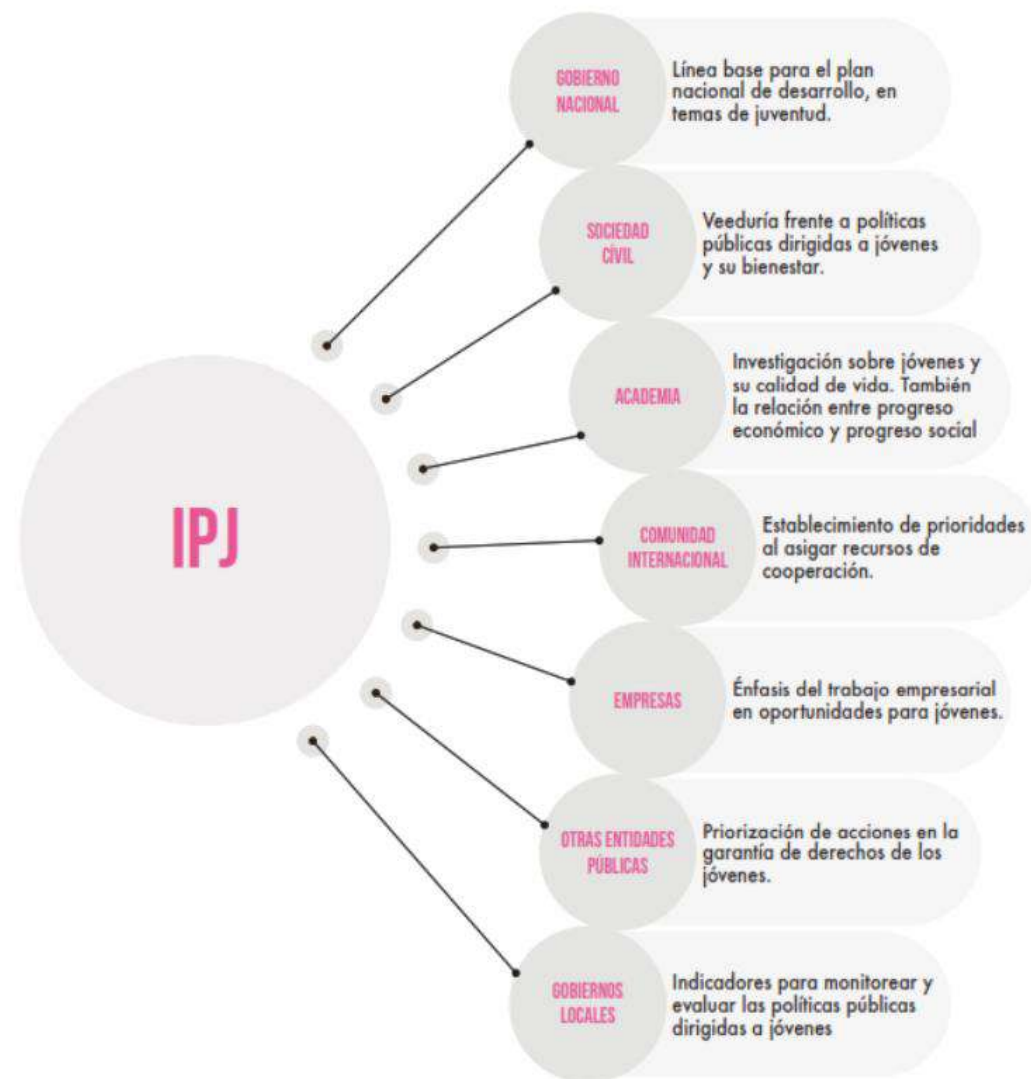 GOBIERNO
NACIONAL
Línea base para el plan
nacional de desarrollo, en
temas de juventud.
SOCIEDAD
CÍVIL
Veeduría frente a políticas
públicas dirigidas a jóvenes
y su bienestar.
ACADEMIA
Investigación sobre jóvenes y
su calidad de vida. También
la relación entre progreso
económico y progreso social
IPJ
COMUNIDAD
INTERNACIONAL
Establecimiento de prioridades
al asigar recursos de
cooperación.
EMPRESAS
Énfasis del trabajo empresarial
en oportunidades para jóvenes.
OTRAS ENTIDADES
PÚBLICAS
Priorización de acciones en la
garantía de derechos de los
jóvenes.
GOBIERNOS
LOCALES
Indicadores para monitorear y
evaluar las políticas públicas
dirigidas a jóvenes